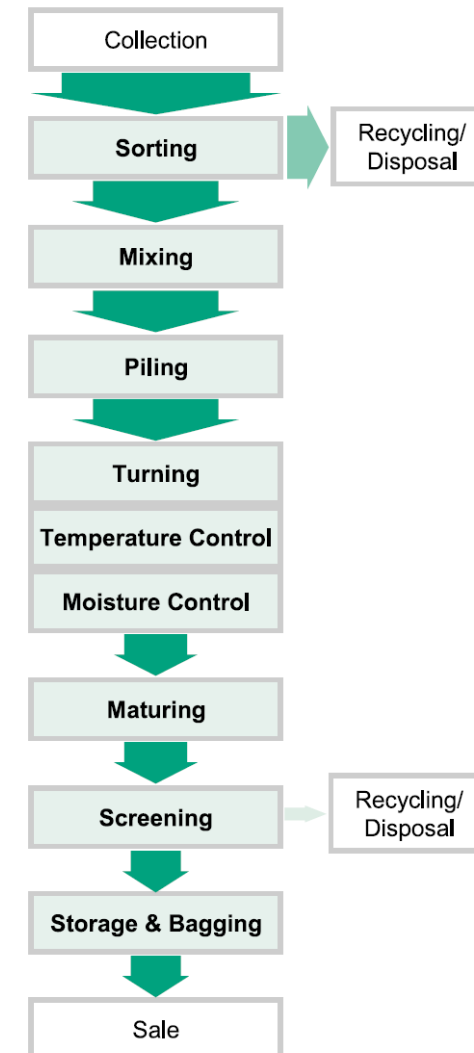 Collection
Sorting
Recycling/
Disposal
Mixing
Piling
Turning
Temperature Control
Moisture Control
Maturing
Screening
Recycling/
Disposal
Storage & Bagging
Sale